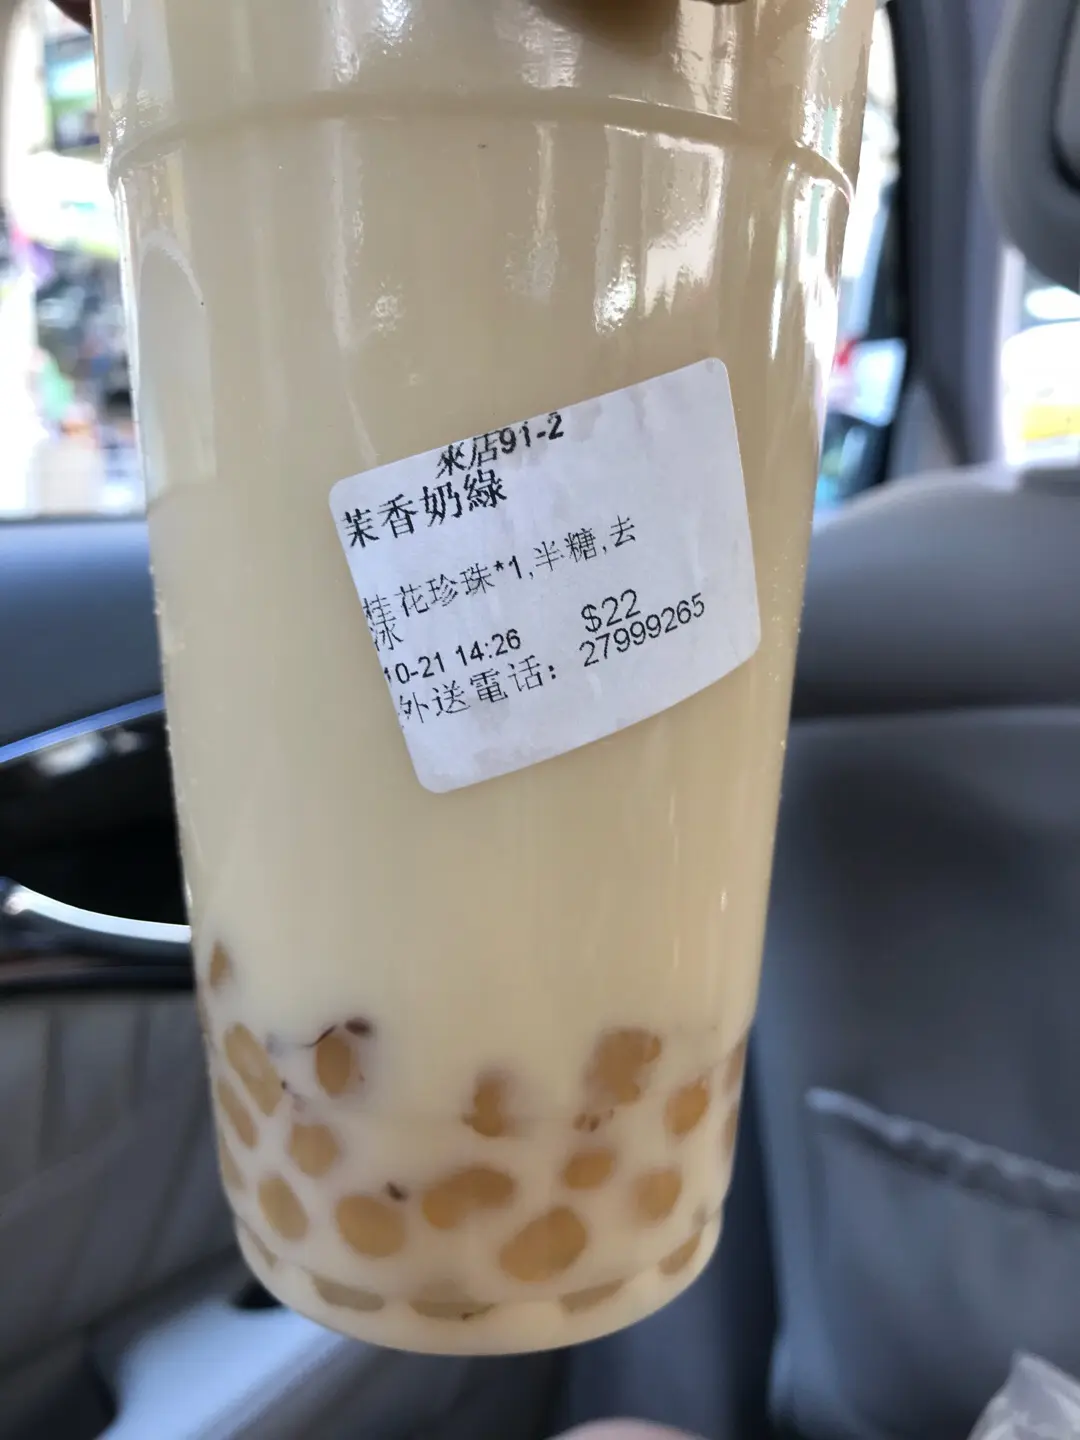 來店91-2
茉香奶綠
桂花珍珠*1,半糖,去
冰
10-21 14:26 $22
外送電话: 27999265